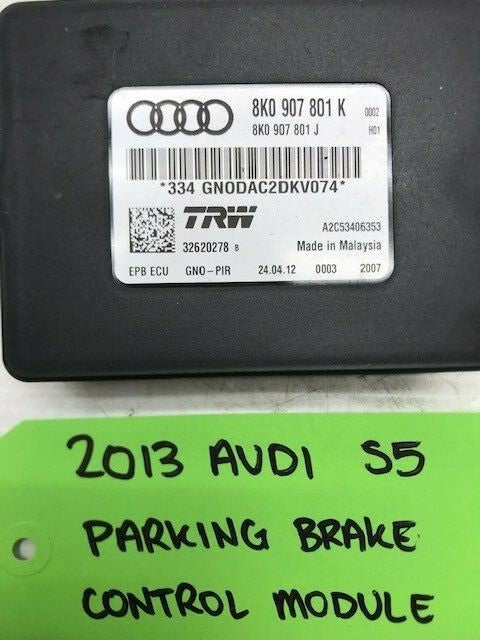 8K0 907 801 K 0002
8K0 907 801 J H01
*334 GNODAC2DKV074*
TRW
A2C53406353
32620278 B Made in Malaysia
EPB ECU GNO-PIR 24.04.12 0003 2007
2013 AUDI S5
PARKING BRAKE
CONTROL MODULE